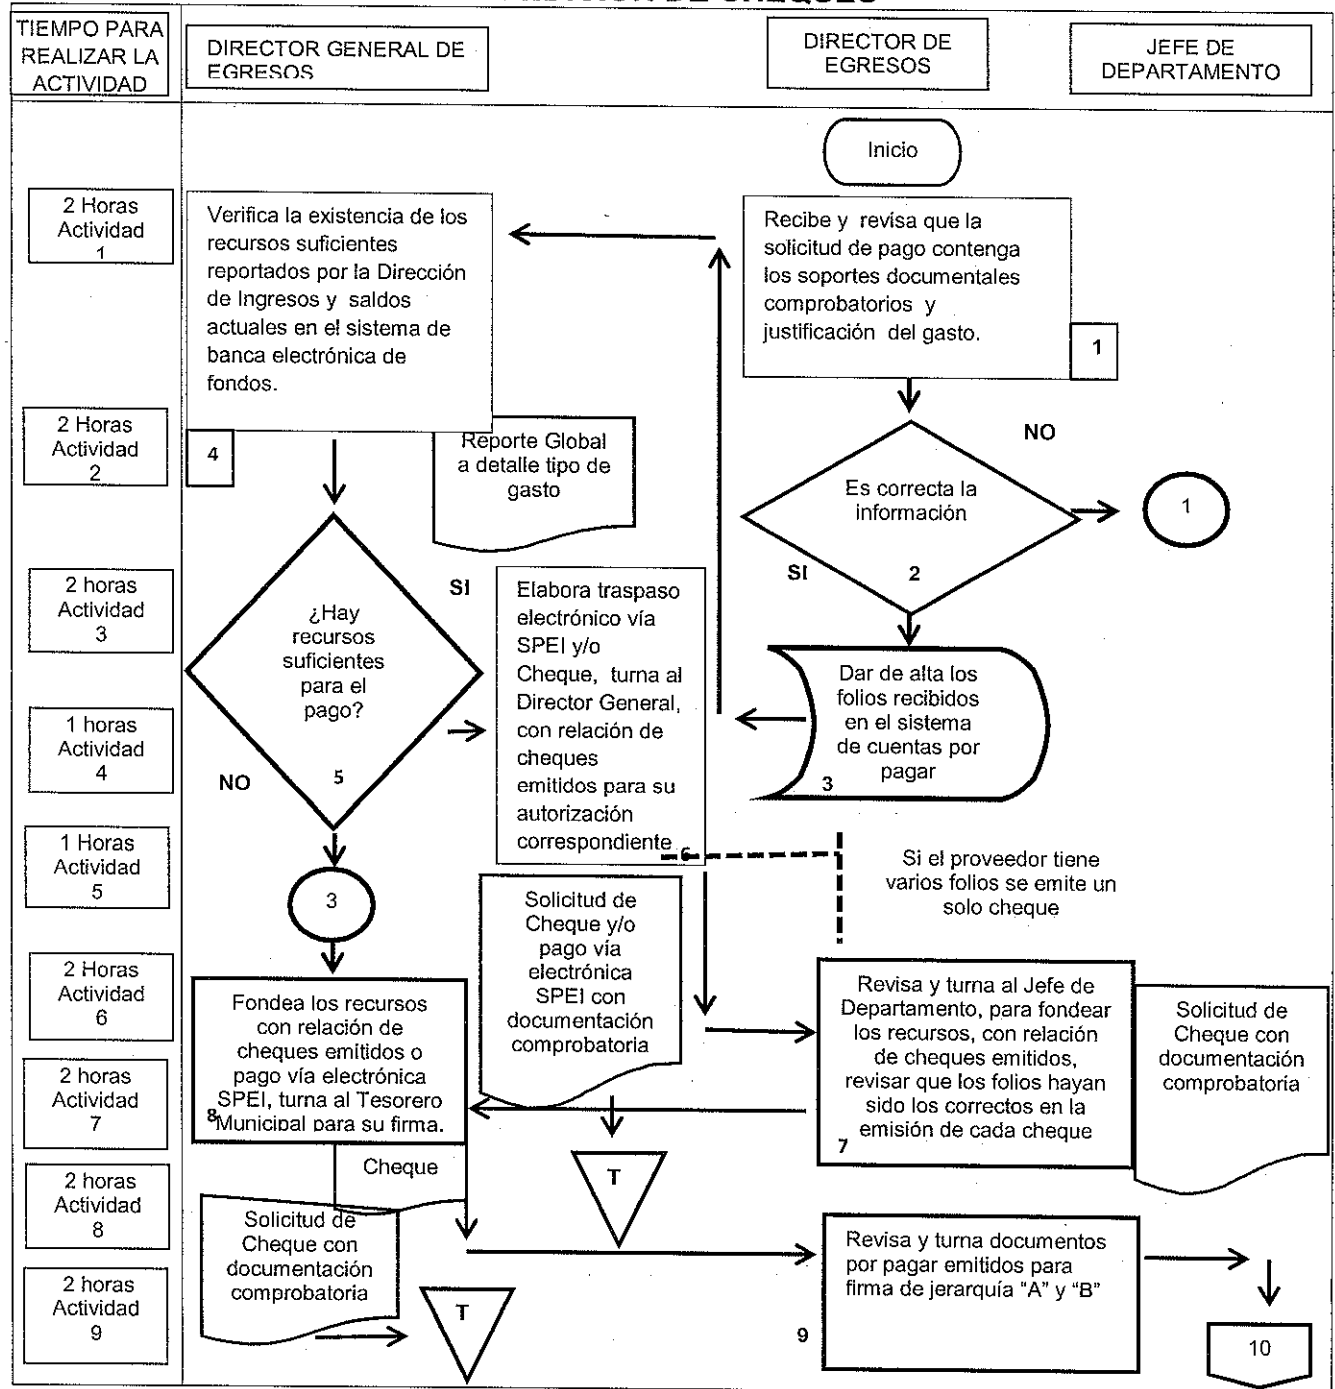 TIEMPO PARA
REALIZAR LA
ACTIVIDAD
DIRECTOR GENERAL DE
EGRESOS
DIRECTOR DE
EGRESOS
JEFE DE
DEPARTAMENTO
Inicio
2 Horas
Actividad
1
Verifica la existencia de los
recursos suficientes
reportados por la Dirección
de Ingresos y saldos
actuales en el sistema de
banca electrónica de
fondos.
4
Recibe y revisa que la
solicitud de pago contenga
los soportes documentales
comprobatorios y
justificación del gasto.
1
2 Horas
Actividad
2
Reporte Global
a detalle tipo de
gasto
NO
Es correcta la
información
SI
2
1
2 horas
Actividad
3
¿Hay
recursos
suficientes
para el
pago?
SI
NO
5
Elabora traspaso
electrónico vía
SPEI y/o
Cheque, turna al
Director General,
con relación de
cheques
emitidos para su
autorización
correspondiente
6
Dar de alta los
folios recibidos
en el sistema
de cuentas por
pagar
3
1 horas
Actividad
4
1 Horas
Actividad
5
3
Si el proveedor tiene
varios folios se emite un
solo cheque
Solicitud de
Cheque y/o
pago vía
electrónica
SPEI con
documentación
comprobatoria
2 Horas
Actividad
6
Fondea los recursos
con relación de
cheques emitidos o
pago vía electrónica
SPEI, turna al Tesorero
Municipal para su firma.
8
Revisa y turna al Jefe de
Departamento, para fondear
los recursos, con relación
de cheques emitidos,
revisar que los folios hayan
sido los correctos en la
emisión de cada cheque
7
Solicitud de
Cheque con
documentación
comprobatoria
2 horas
Actividad
7
Cheque
T
2 horas
Actividad
8
Solicitud de
Cheque con
documentación
comprobatoria
T
Revisa y turna documentos
por pagar emitidos para
firma de jerarquía "A" y "B"
9
2 horas
Actividad
9
10